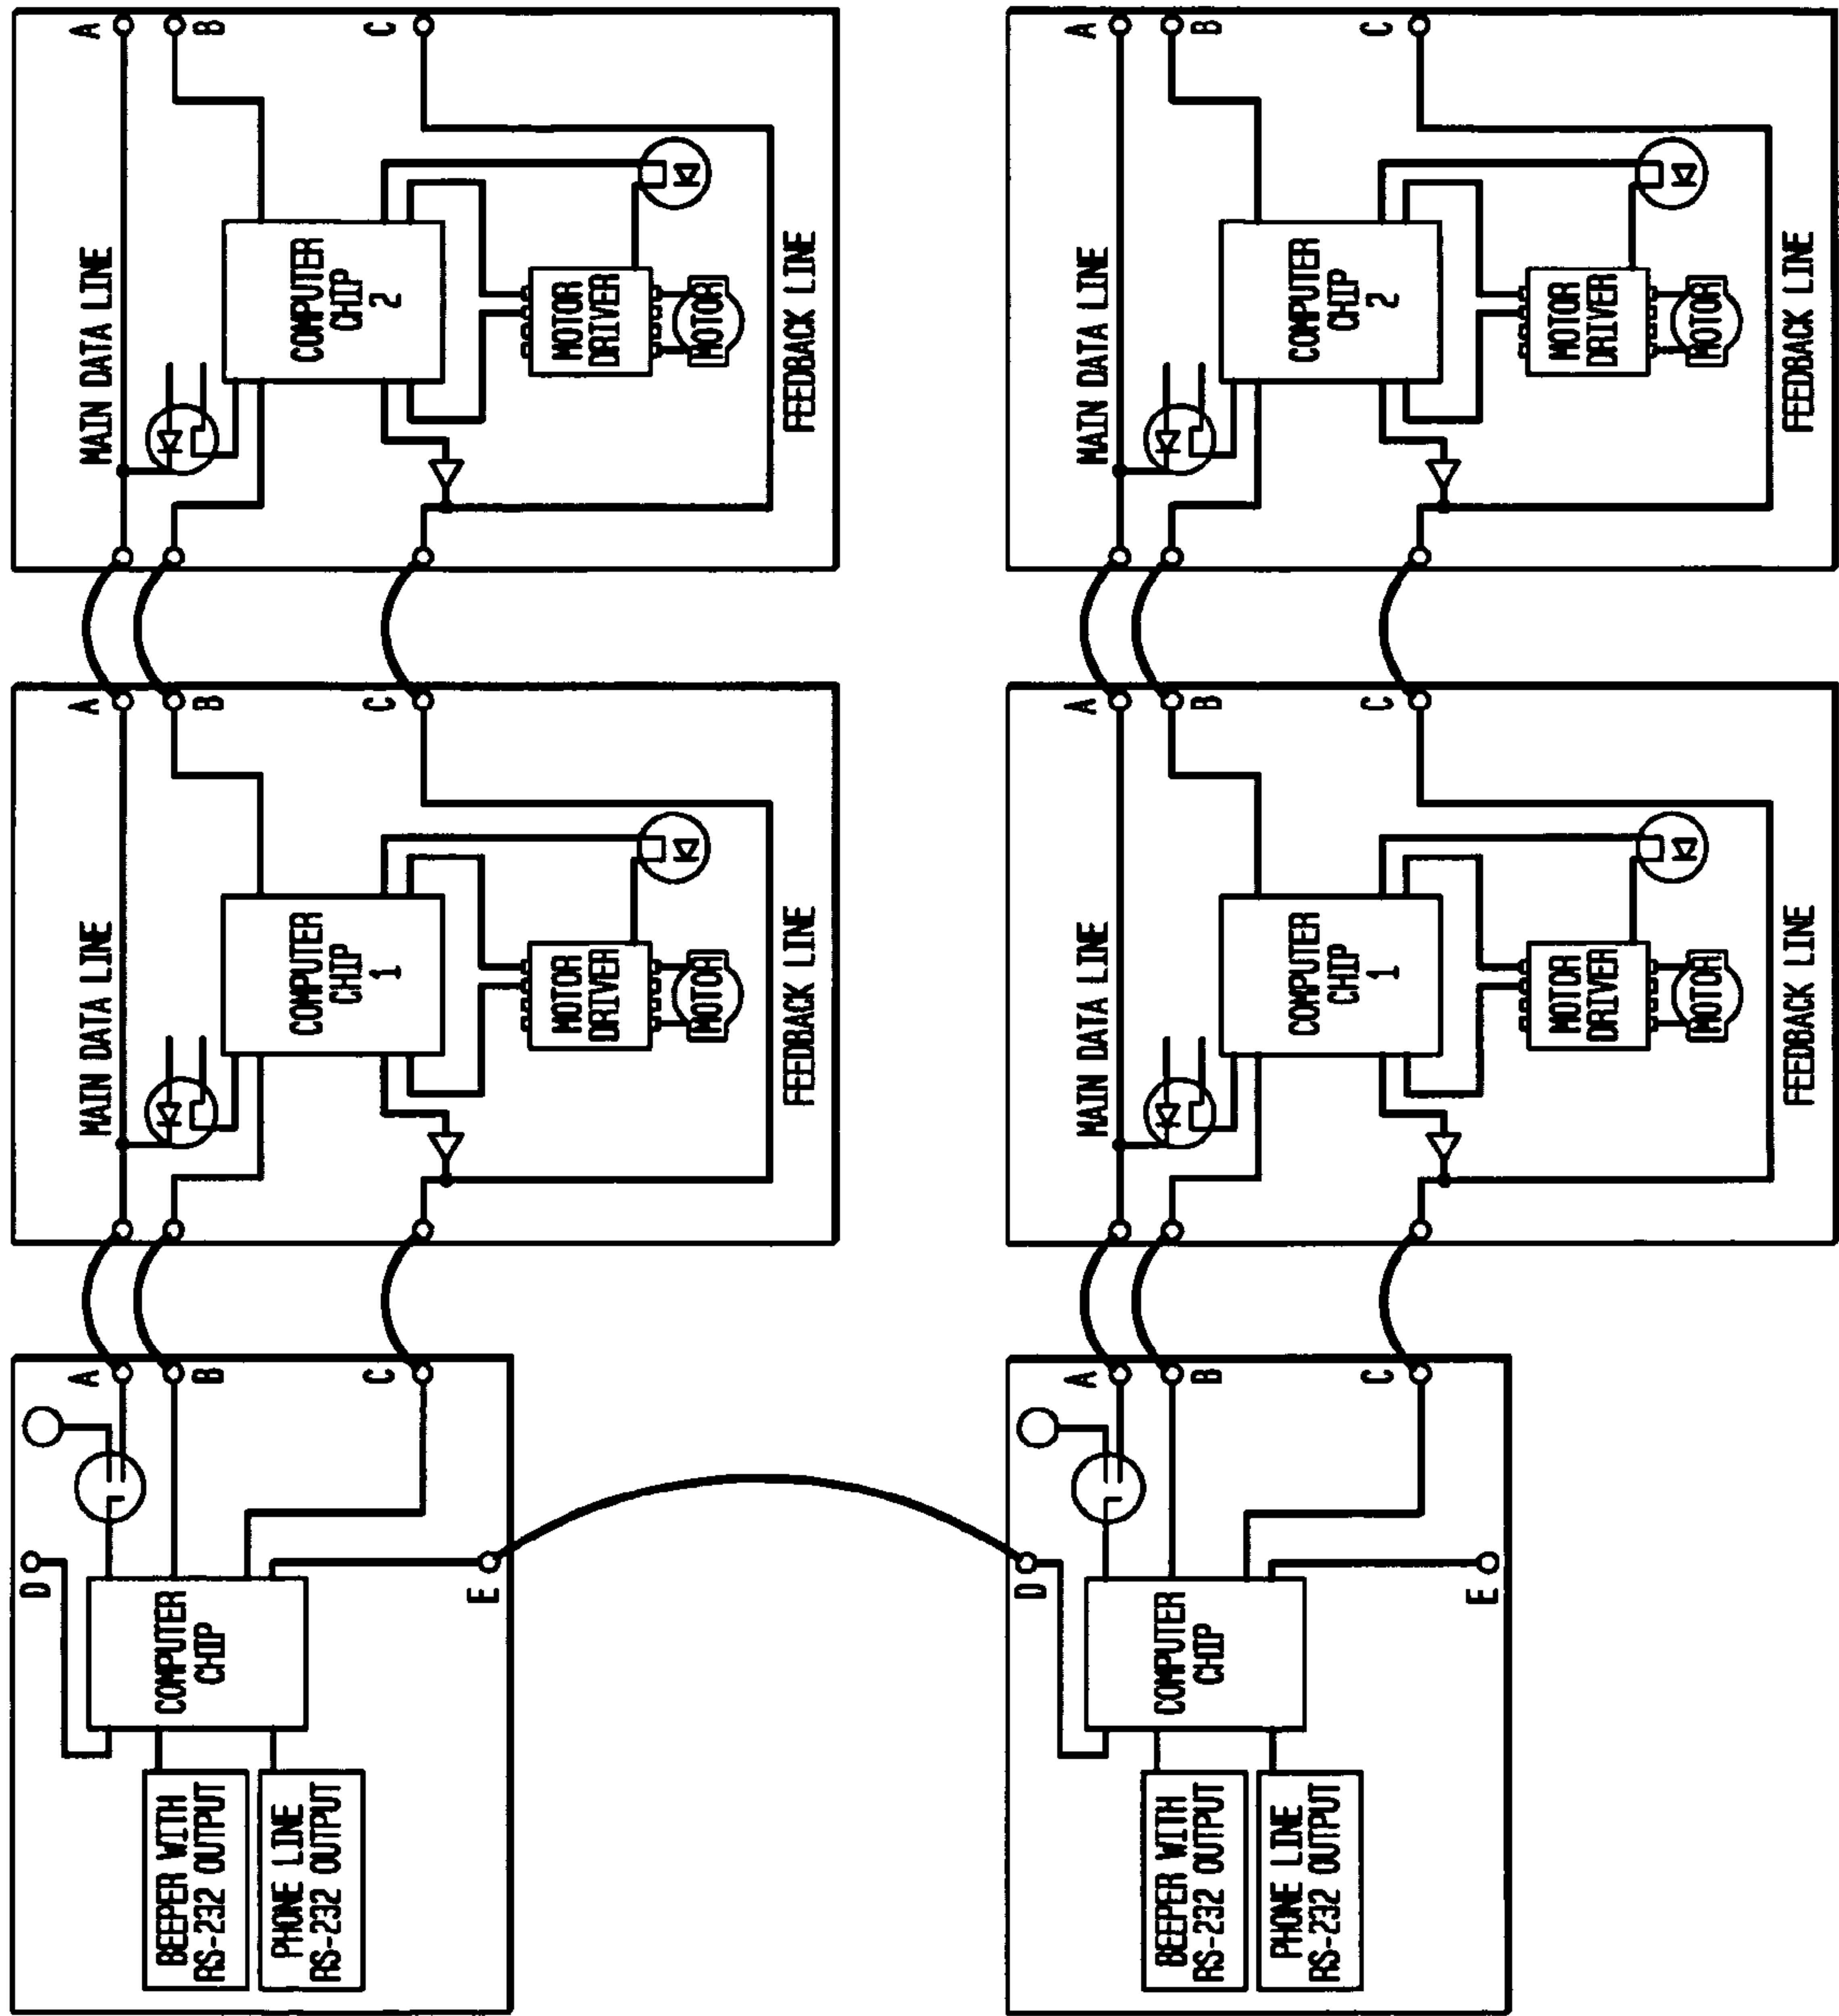 D
A
BEEPER WITH
RS-232 OUTPUT
COMPUTER
CHIP
B
PHONE LINE
RS-232 OUTPUT
C
E
A
MAIN DATA LINE
B
COMPUTER
CHIP
1
C
MOTOR
DRIVER
MOTOR
FEEDBACK LINE
A
MAIN DATA LINE
B
COMPUTER
CHIP
2
C
MOTOR
DRIVER
MOTOR
FEEDBACK LINE
D
A
BEEPER WITH
RS-232 OUTPUT
COMPUTER
CHIP
B
PHONE LINE
RS-232 OUTPUT
C
E
A
MAIN DATA LINE
B
COMPUTER
CHIP
1
C
MOTOR
DRIVER
MOTOR
FEEDBACK LINE
A
MAIN DATA LINE
B
COMPUTER
CHIP
2
C
MOTOR
DRIVER
MOTOR
FEEDBACK LINE